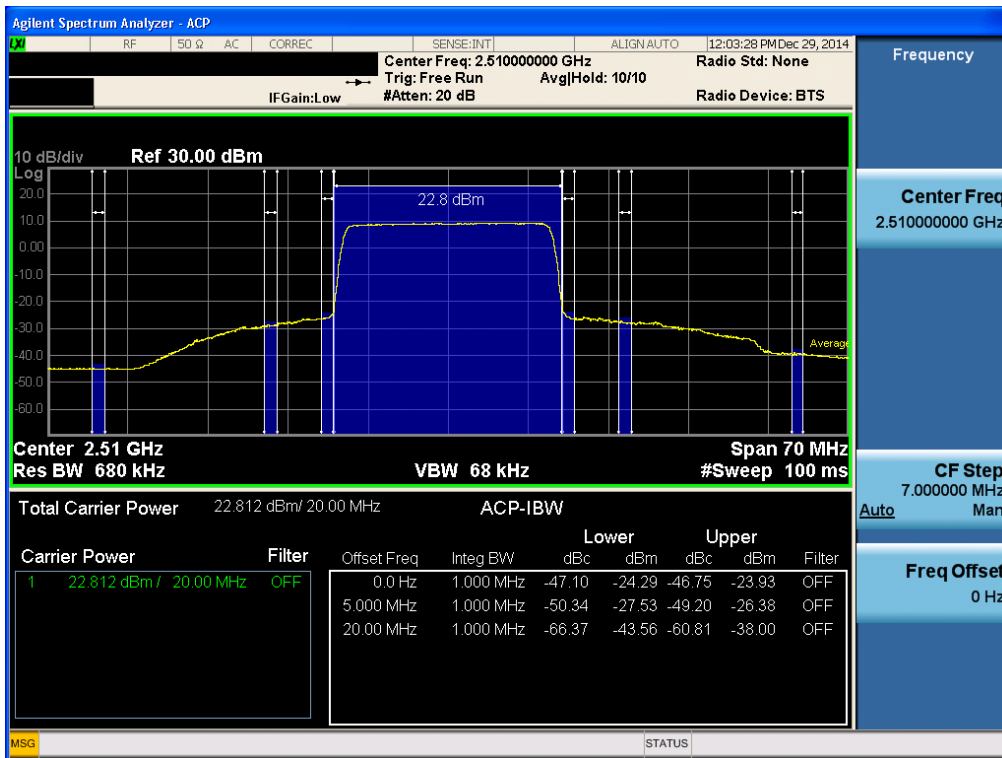 Agilent Spectrum Analyzer - ACP
LXI RF 50 Ω AC CORREC SENSE:INT ALIGN AUTO 12:03:28 PM Dec 29, 2014
Center Freq: 2.510000000 GHz Radio Std: None
Trig: Free Run Avg|Hold: 10/10
IFGain:Low #Atten: 20 dB Radio Device: BTS
10 dB/div Ref 30.00 dBm
Log
20.0
10.0
0.00
-10.0
-20.0
-30.0
-40.0
-50.0
-60.0
22.8 dBm
Average
Center 2.51 GHz Span 70 MHz
Res BW 680 kHz VBW 68 kHz #Sweep 100 ms
Total Carrier Power 22.812 dBm/ 20.00 MHz ACP-IBW
Lower Upper
Carrier Power Filter Offset Freq Integ BW dBc dBm dBc dBm Filter
1 22.812 dBm / 20.00 MHz OFF 0.0 Hz 1.000 MHz -47.10 -24.29 -46.75 -23.93 OFF
5.000 MHz 1.000 MHz -50.34 -27.53 -49.20 -26.38 OFF
20.00 MHz 1.000 MHz -66.37 -43.56 -60.81 -38.00 OFF
MSG STATUS
Frequency
Center Freq
2.510000000 GHz
CF Step
7.000000 MHz
Auto Man
Freq Offset
0 Hz